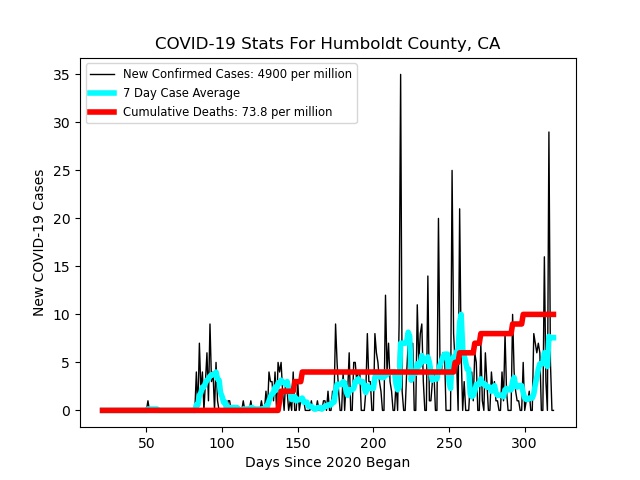 COVID-19 Stats For Humboldt County, CA
New Confirmed Cases: 4900 per million
7 Day Case Average
Cumulative Deaths: 73.8 per million
New COVID-19 Cases
35
30
25
20
15
10
5
0
50 100 150 200 250 300
Days Since 2020 Began